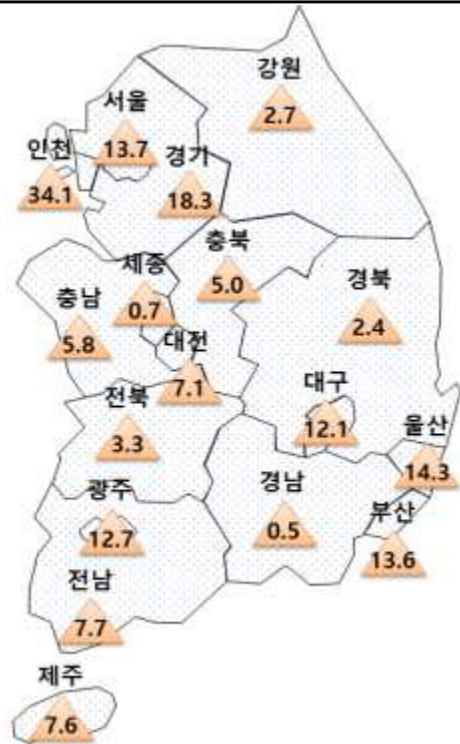 강원
2.7
서울
13.7
인천
34.1
경기
18.3
충북
5.0
세종
0.7
충남
5.8
경북
2.4
대전
7.1
대구
12.1
전북
3.3
울산
14.3
경남
0.5
광주
12.7
부산
13.6
전남
7.7
제주
7.6